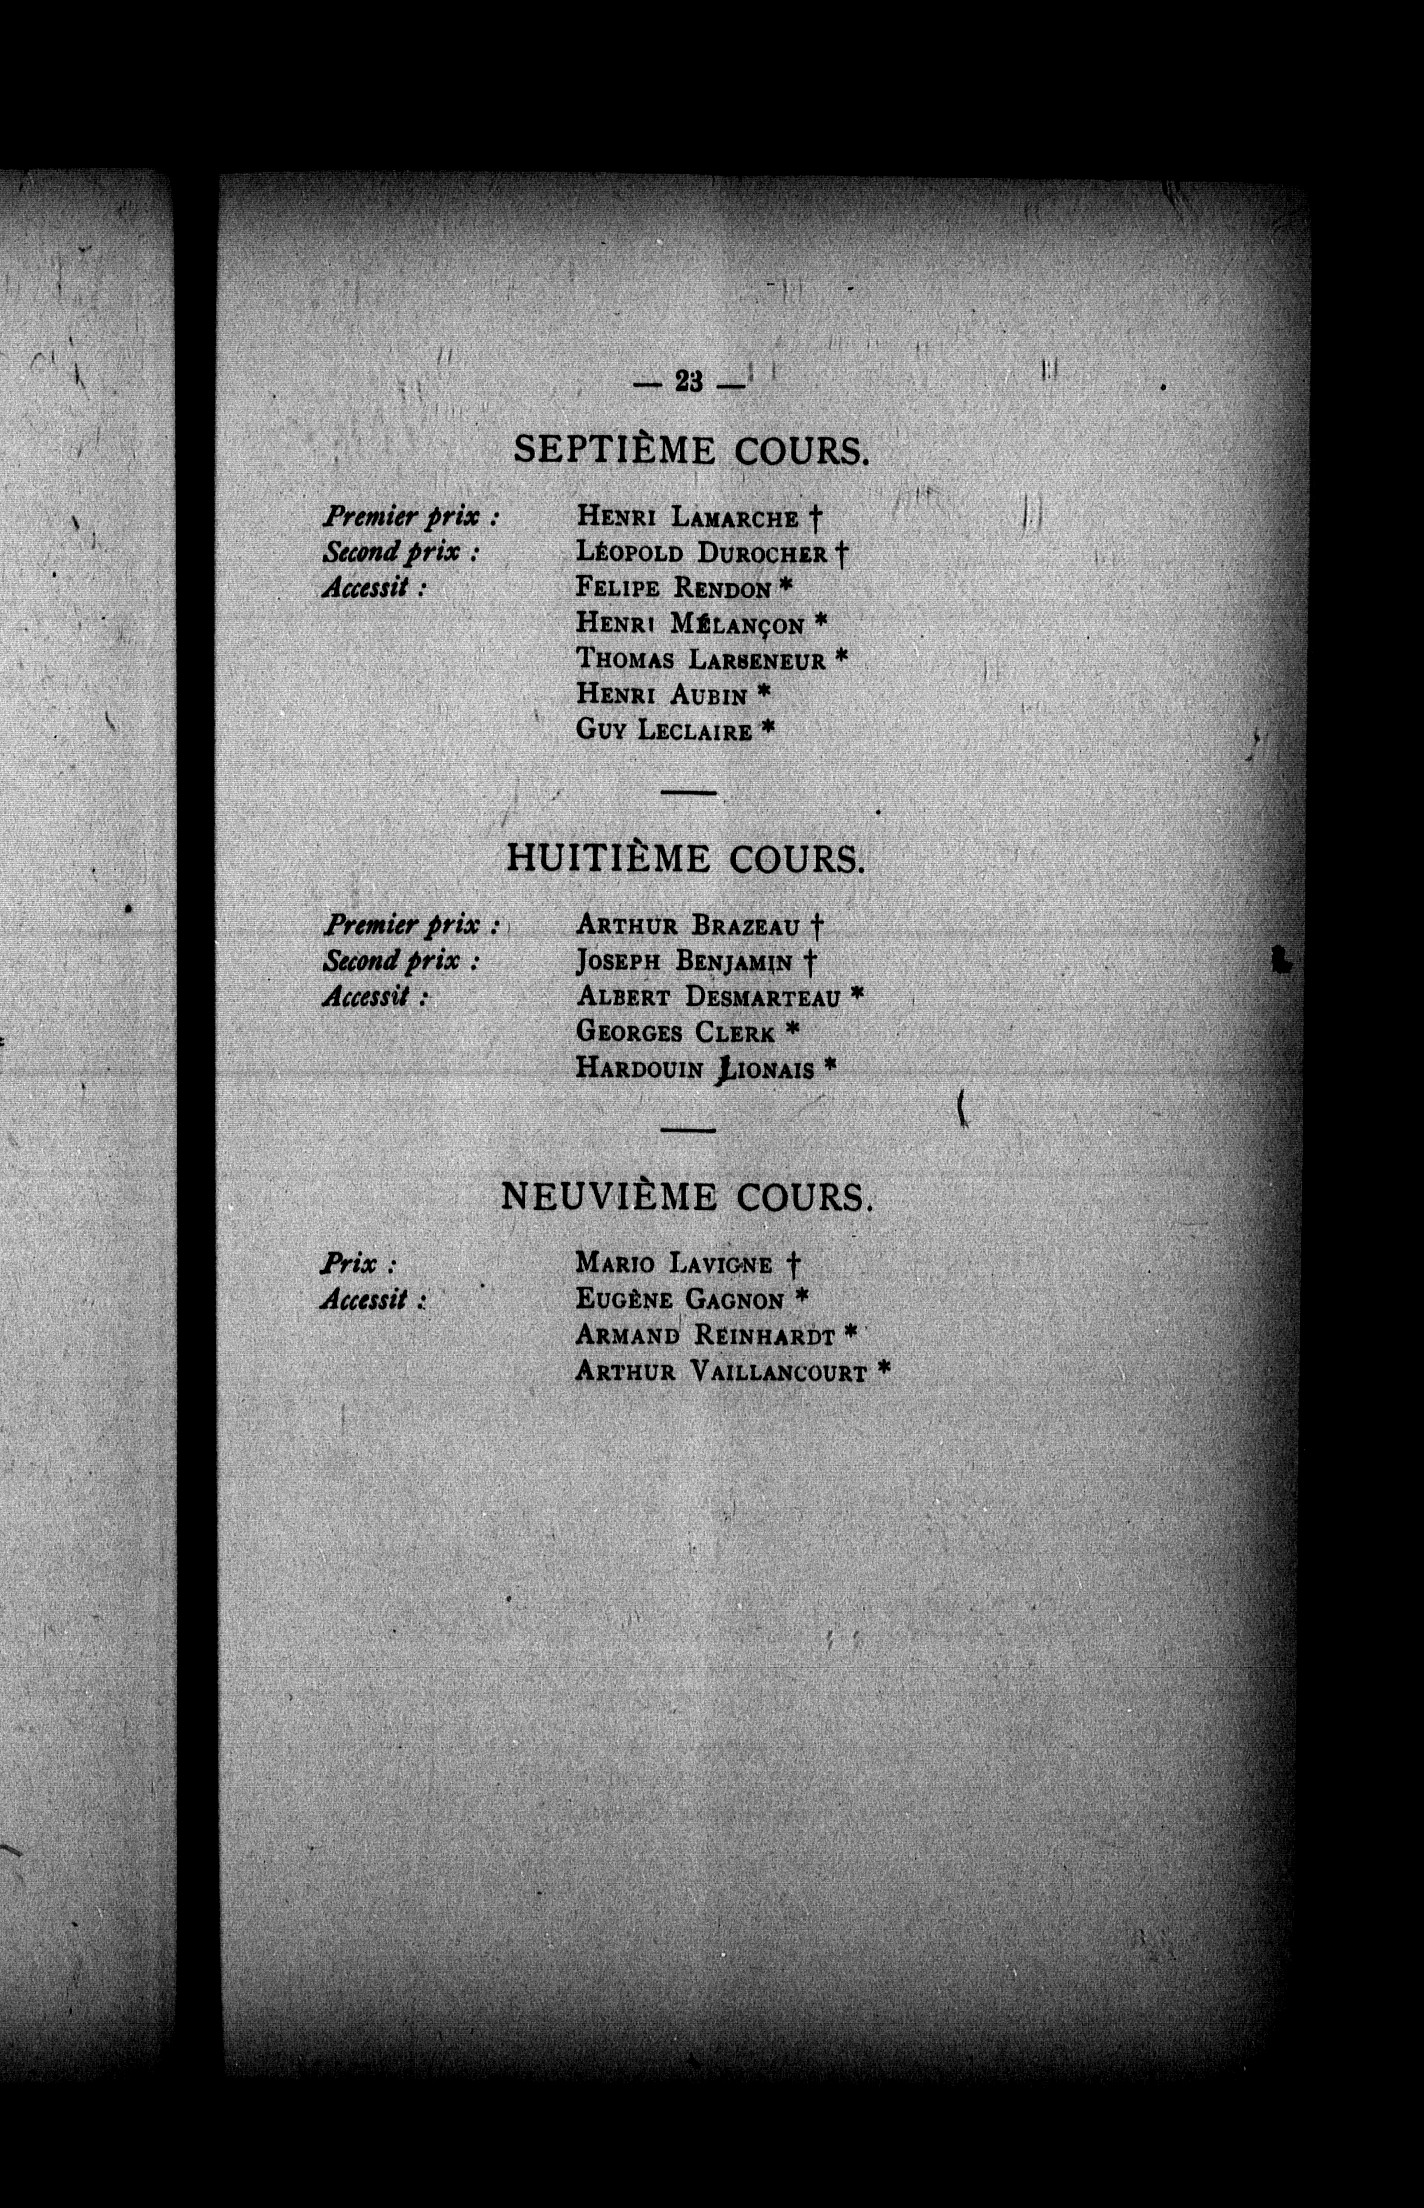 — 23 —
SEPTIÈME COURS.
Premier prix : HENRI LAMARCHE †
Second prix : LÉOPOLD DUROCHER †
Accessit : FELIPE RENDON *
HENRI MÉLANÇON *
THOMAS LARSENEUR *
HENRI AUBIN *
GUY LECLAIRE *
HUITIÈME COURS.
Premier prix : ARTHUR BRAZEAU †
Second prix : JOSEPH BENJAMIN †
Accessit : ALBERT DESMARTEAU *
GEORGES CLERK *
HARDOUIN LIONAIS *
NEUVIÈME COURS.
Prix : MARIO LAVIGNE †
Accessit : EUGÈNE GAGNON *
ARMAND REINHARDT *
ARTHUR VAILLANCOURT *